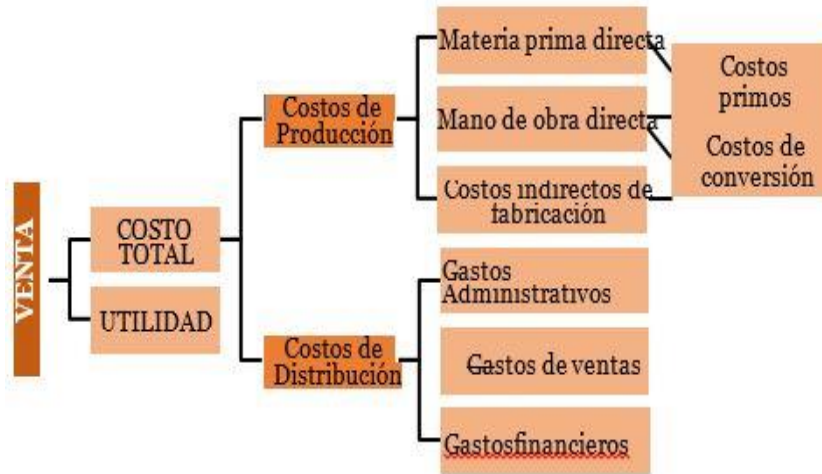 VENTA
COSTO
TOTAL
UTILIDAD
Costos de
Producción
Costos de
Distribución
Materia prima directa
Mano de obra directa
Costos indirectos de
fabricación
Gastos
Administrativos
Gastos de ventas
Gastosfinancieros
Costos
primos
Costos de
conversión